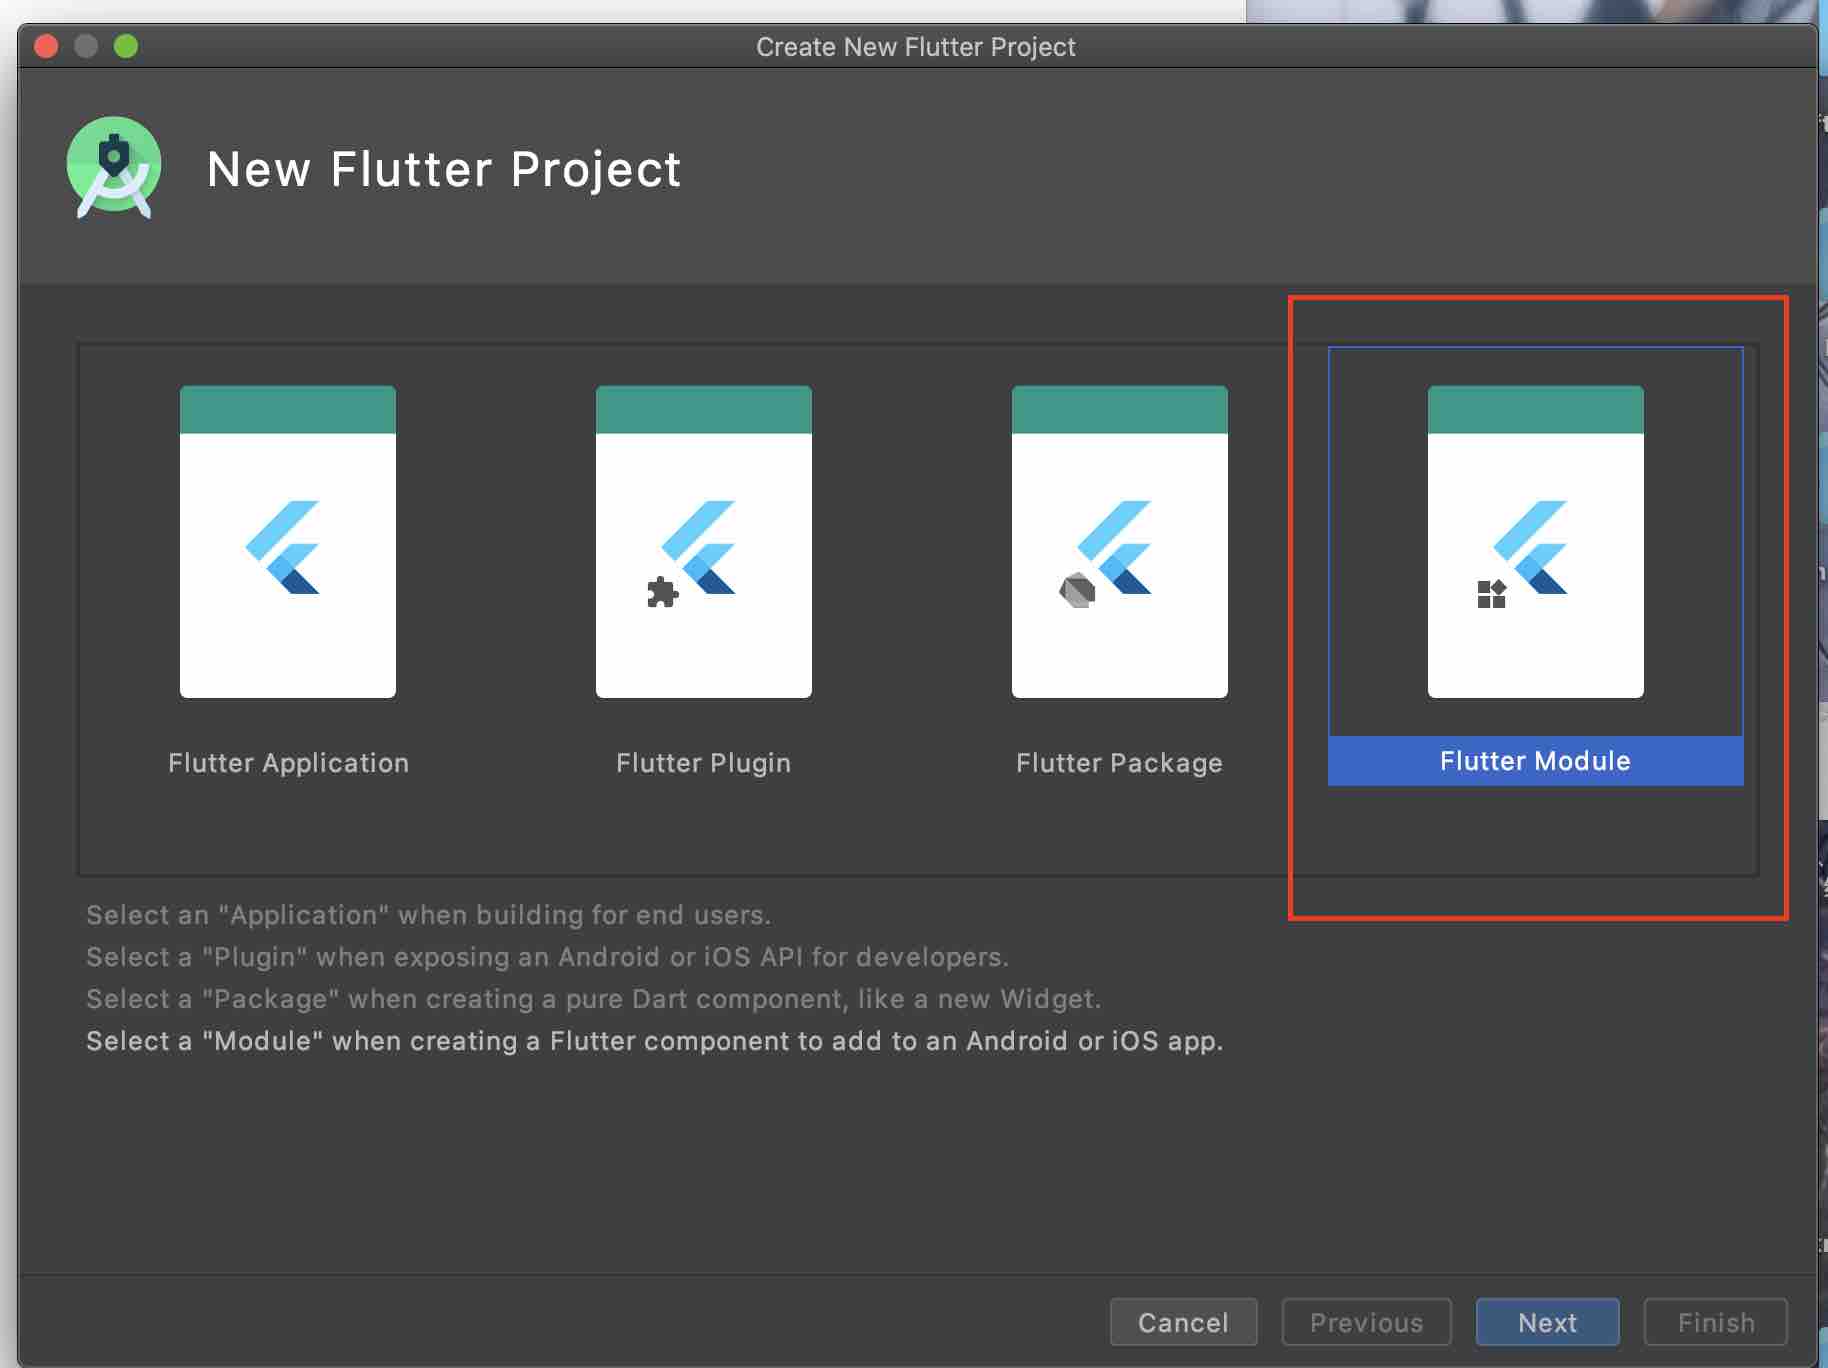 Create New Flutter Project
New Flutter Project
Flutter Application
Flutter Plugin
Flutter Package
Flutter Module
Select an "Application" when building for end users.
Select a "Plugin" when exposing an Android or iOS API for developers.
Select a "Package" when creating a pure Dart component, like a new Widget.
Select a "Module" when creating a Flutter component to add to an Android or iOS app.
Cancel
Previous
Next
Finish